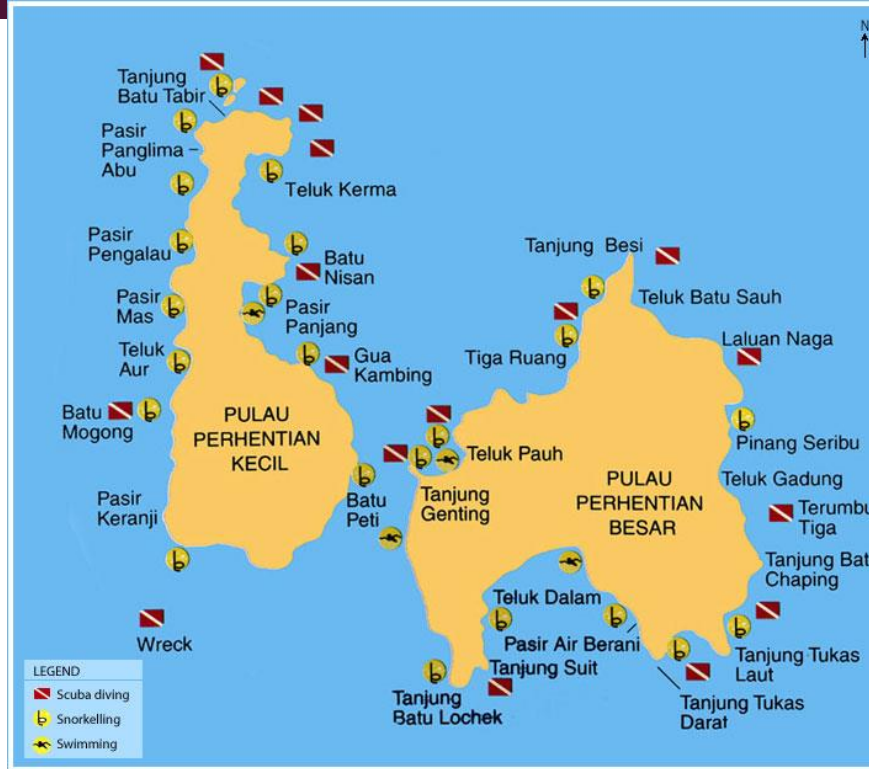 N
Tanjung
Batu Tabir
Pasir
Panglima
Abu
Teluk Kerma
Pasir
Pengalau
Batu
Nisan
Pasir
Mas
Pasir
Panjang
Teluk
Aur
Gua
Kambing
Batu
Mogong
PULAU
PERHENTIAN
KECIL
Pasir
Keranji
Batu
Peti
Wreck
Tanjung Besi
Teluk Batu Sauh
Tiga Ruang
Laluan Naga
Teluk Pauh
Pinang Seribu
Tanjung
Genting
PULAU
PERHENTIAN
BESAR
Teluk Gadung
Terumbu
Tiga
Tanjung Bat
Chaping
Teluk Dalam
Pasir Air Berani
Tanjung Suit
Tanjung
Batu Lochek
Tanjung Tukas
Laut
Tanjung Tukas
Darat
LEGEND
Scuba diving
Snorkelling
Swimming